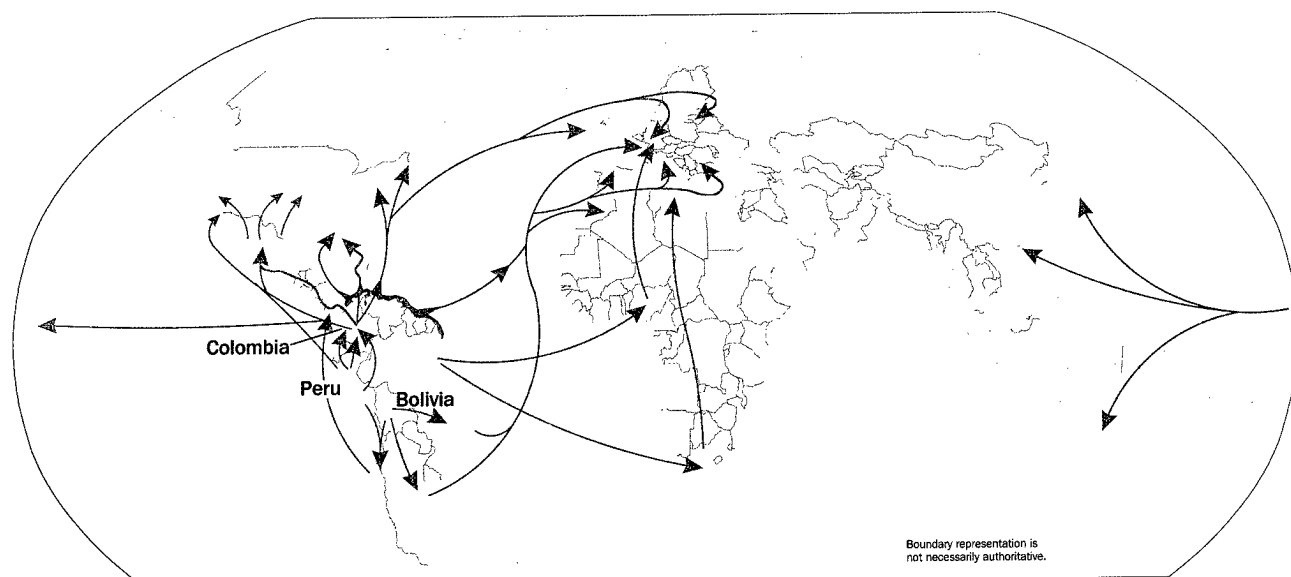 Colombia
Peru
Bolivia
Boundary representation is
not necessarily authoritative.